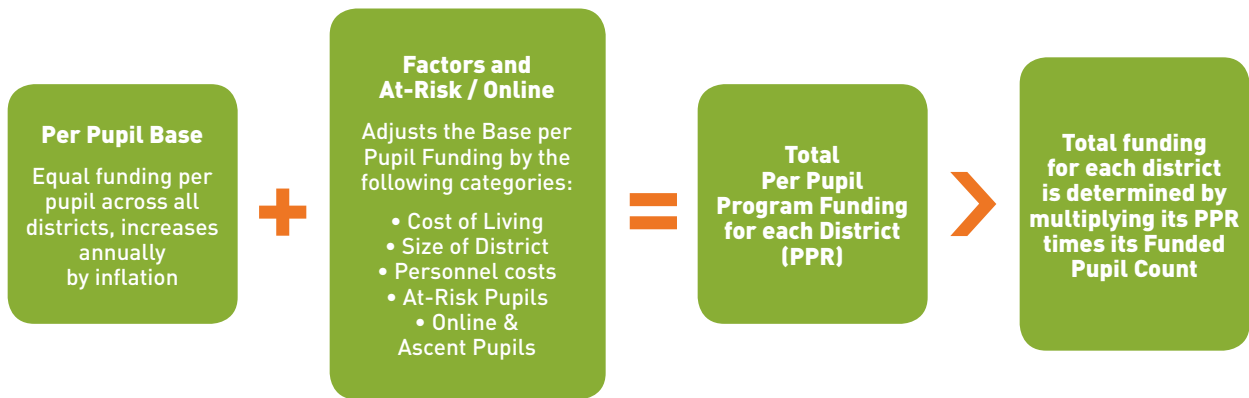 Per Pupil Base
Equal funding per
pupil across all
districts, increases
annually
by inflation
+
Factors and
At-Risk / Online
Adjusts the Base per
Pupil Funding by the
following categories:
• Cost of Living
• Size of District
• Personnel costs
• At-Risk Pupils
• Online &
Ascent Pupils
=
Total
Per Pupil
Program Funding
for each District
(PPR)
>
Total funding
for each district
is determined by
multiplying its PPR
times its Funded
Pupil Count